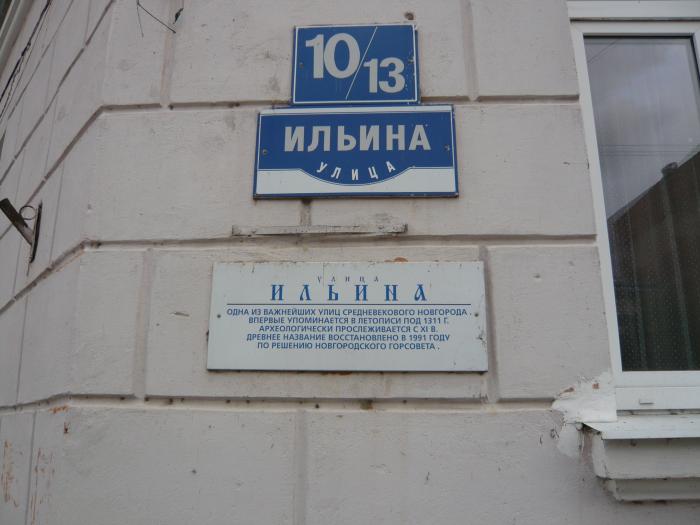 10/13
ИЛЬИНА
УЛИЦА
УЛИЦА
ИЛЬИНА
ОДНА ИЗ ВАЖНЕЙШИХ УЛИЦ СРЕДНЕВЕКОВОГО НОВГОРОДА .
ВПЕРВЫЕ УПОМИНАЕТСЯ В ЛЕТОПИСИ ПОД 1311 Г.
АРХЕОЛОГИЧЕСКИ ПРОСЛЕЖИВАЕТСЯ С XI В.
ДРЕВНЕЕ НАЗВАНИЕ ВОССТАНОВЛЕНО В 1991 ГОДУ
ПО РЕШЕНИЮ НОВГОРОДСКОГО ГОРСОВЕТА .